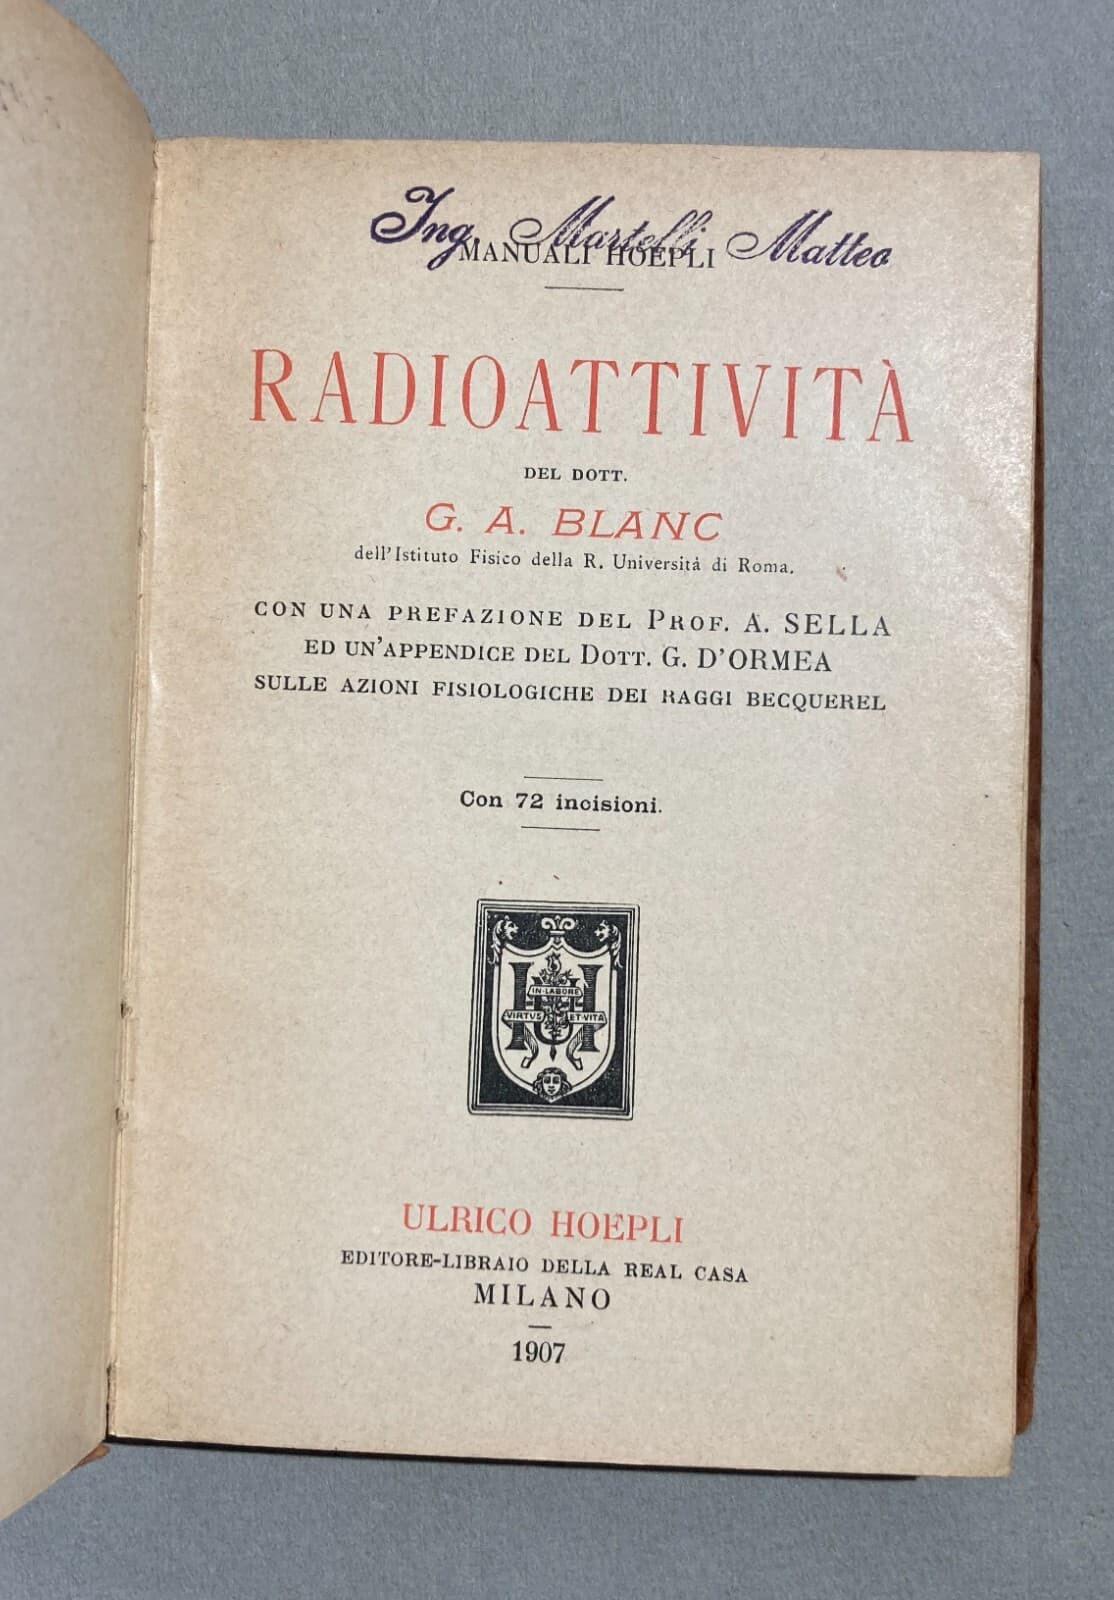 Ing. Martelli Matteo
MANUALI HOEPLI
RADIOATTIVITÀ
DEL DOTT.
G. A. BLANC
dell'Istituto Fisico della R. Università di Roma.
CON UNA PREFAZIONE DEL PROF. A. SELLA
ED UN'APPENDICE DEL DOTT. G. D'ORMEA
SULLE AZIONI FISIOLOGICHE DEI RAGGI BECQUEREL
Con 72 incisioni.
IN·LABORE
VIRTVS ET·VITA
ULRICO HOEPLI
EDITORE-LIBRAIO DELLA REAL CASA
MILANO
1907